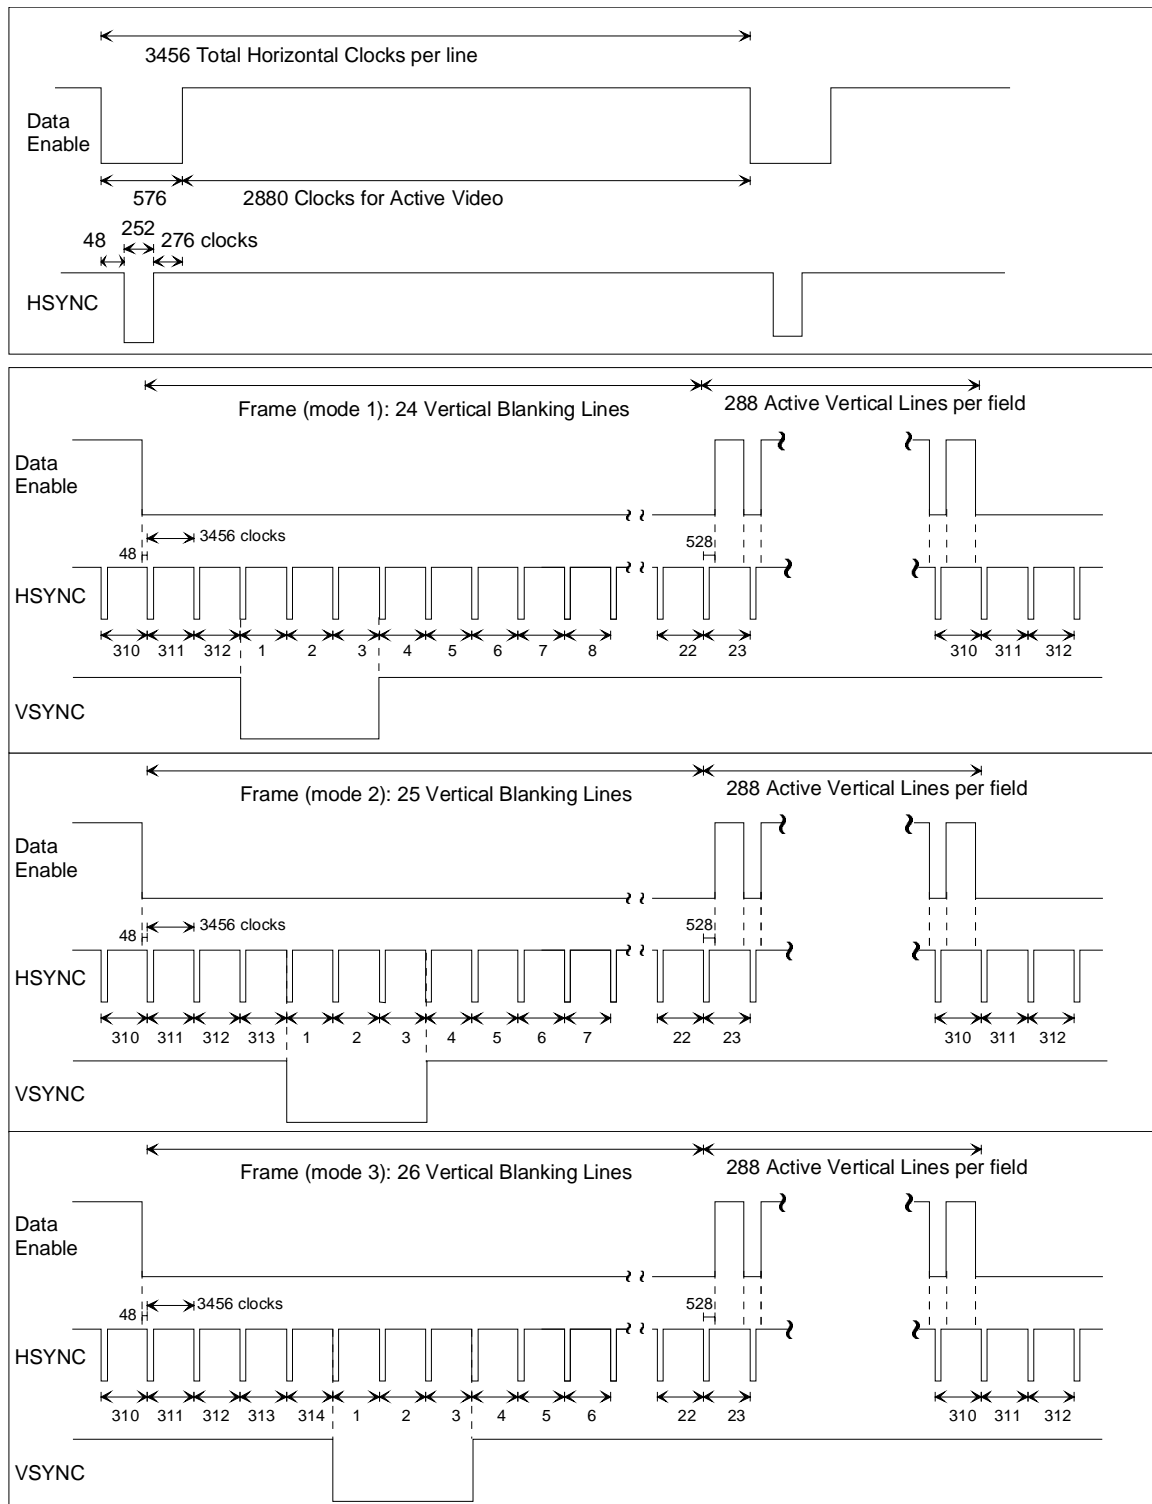 3456 Total Horizontal Clocks per line
Data
Enable
576
2880 Clocks for Active Video
48
252
276 clocks
HSYNC
Frame (mode 1): 24 Vertical Blanking Lines
288 Active Vertical Lines per field
Data
Enable
48
3456 clocks
528
HSYNC
310 311 312 1 2 3 4 5 6 7 8 22 23 310 311 312
VSYNC
Frame (mode 2): 25 Vertical Blanking Lines
288 Active Vertical Lines per field
Data
Enable
48
3456 clocks
528
HSYNC
310 311 312 313 1 2 3 4 5 6 7 22 23 310 311 312
VSYNC
Frame (mode 3): 26 Vertical Blanking Lines
288 Active Vertical Lines per field
Data
Enable
48
3456 clocks
528
HSYNC
310 311 312 313 314 1 2 3 4 5 6 22 23 310 311 312
VSYNC